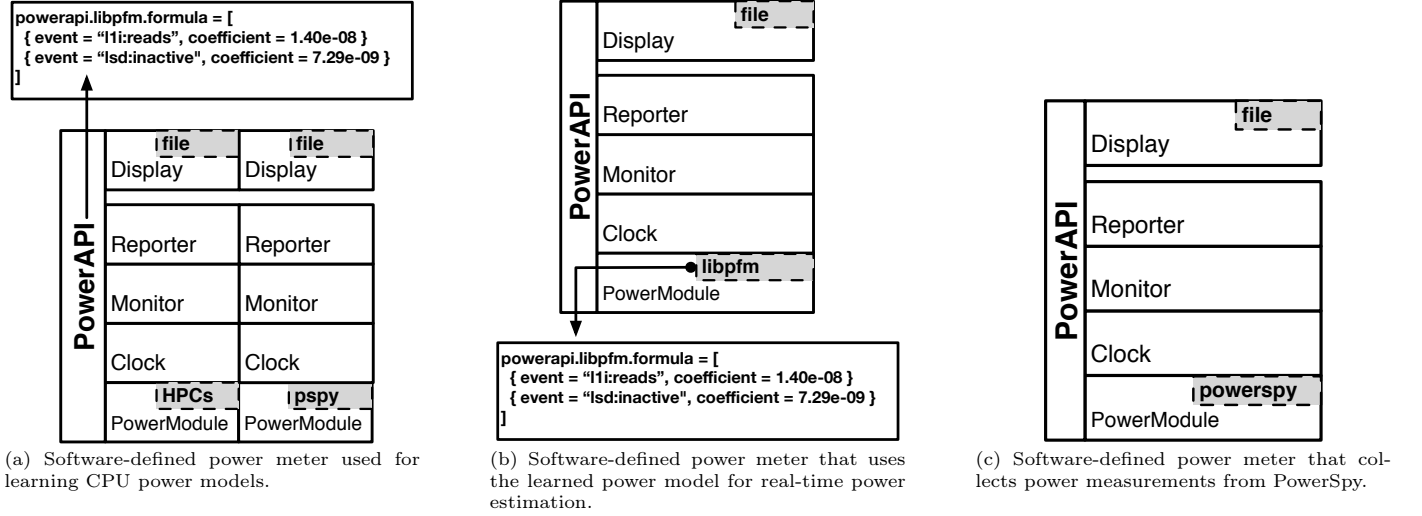 powerapi.libpfm.formula = [
{ event = “l1i:reads”, coefficient = 1.40e-08 }
{ event = “lsd:inactive", coefficient = 7.29e-09 }
]
PowerAPI
file
file
Display
Display
Reporter
Reporter
Monitor
Monitor
Clock
Clock
HPCs
pspy
PowerModule
PowerModule
(a) Software-defined power meter used for
learning CPU power models.
PowerAPI
file
Display
Reporter
Monitor
Clock
libpfm
PowerModule
powerapi.libpfm.formula = [
{ event = “l1i:reads”, coefficient = 1.40e-08 }
{ event = “lsd:inactive", coefficient = 7.29e-09 }
]
(b) Software-defined power meter that uses
the learned power model for real-time power
estimation.
PowerAPI
file
Display
Reporter
Monitor
Clock
powerspy
PowerModule
(c) Software-defined power meter that col-
lects power measurements from PowerSpy.